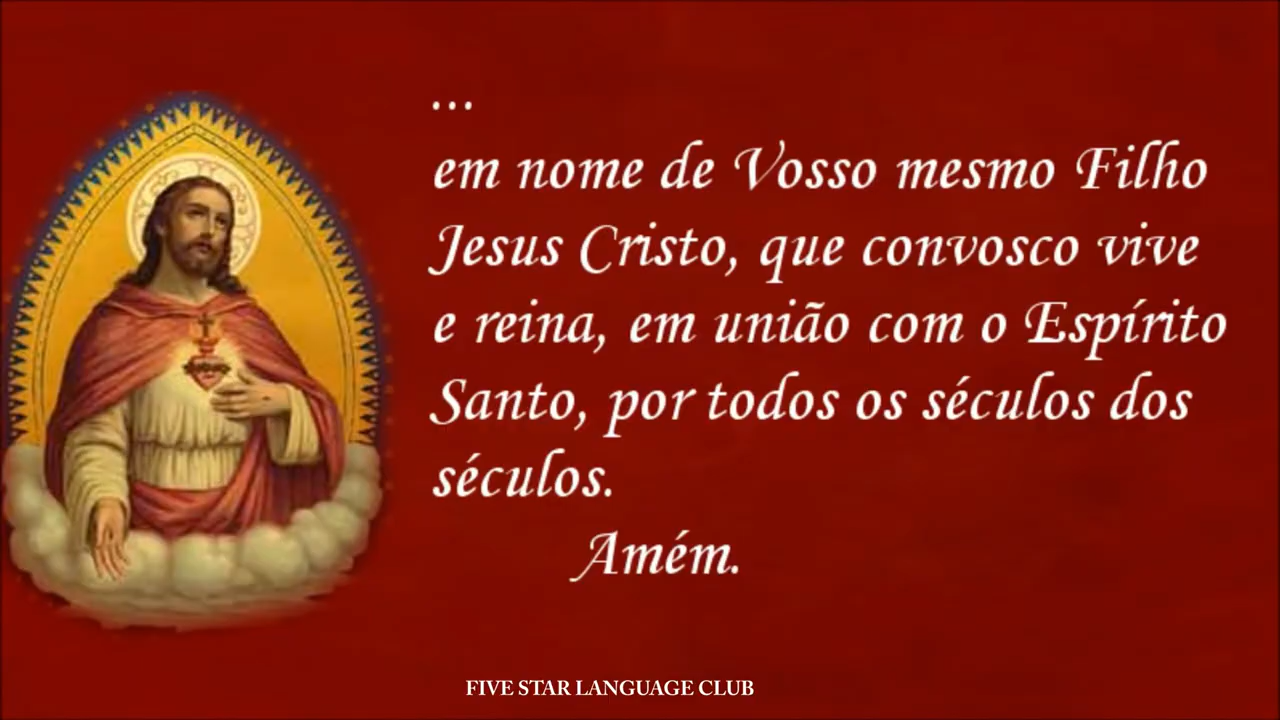 ...
em nome de Vosso mesmo Filho
Jesus Cristo, que convosco vive
e reina, em união com o Espírito
Santo, por todos os séculos dos
séculos.
Amém.
FIVE STAR LANGUAGE CLUB